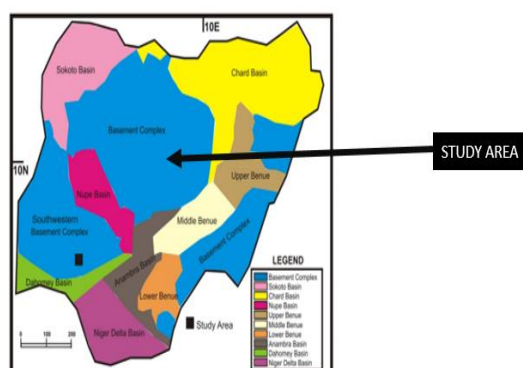 10E
Sokoto Basin
Chard Basin
Basement Complex
STUDY AREA
10N
Nupe Basin
Upper Benue
Southwestern
Basement Complex
Middle Benue
Basement Complex
Anambra Basin
Dahomey Basin
Lower Benue
Niger Delta Basin
Study Area
0 100 200
LEGEND
Basement Complex
Sokoto Basin
Chard Basin
Nupe Basin
Upper Benue
Middle Benue
Lower Benue
Anambra Basin
Dahomey Basin
Niger Delta Basin